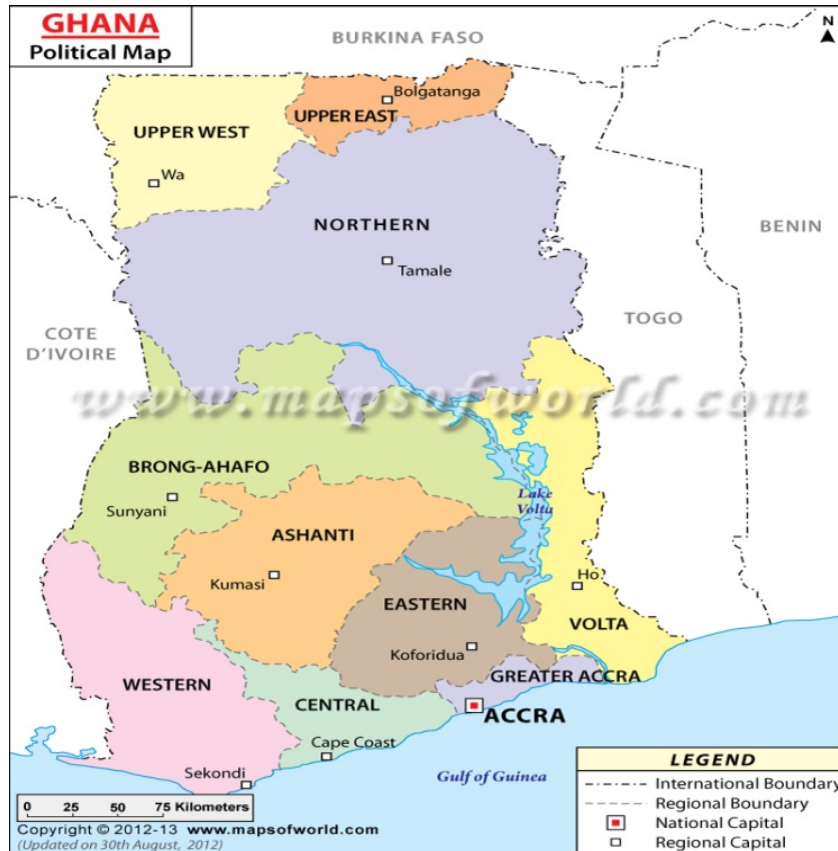 GHANA
Political Map
N
BURKINA FASO
Bolgatanga
UPPER EAST
UPPER WEST
Wa
NORTHERN
Tamale
BENIN
TOGO
COTE
D'IVOIRE
www.mapsofworld.com
BRONG-AHAFO
Sunyani
Lake
Volta
ASHANTI
Kumasi
Ho
EASTERN
VOLTA
Koforidua
GREATER ACCRA
WESTERN
CENTRAL
ACCRA
Cape Coast
Sekondi
Gulf of Guinea
0 25 50 75 Kilometers
Copyright © 2012-13 www.mapsofworld.com
(Updated on 30th August, 2012)
LEGEND
International Boundary
Regional Boundary
National Capital
Regional Capital